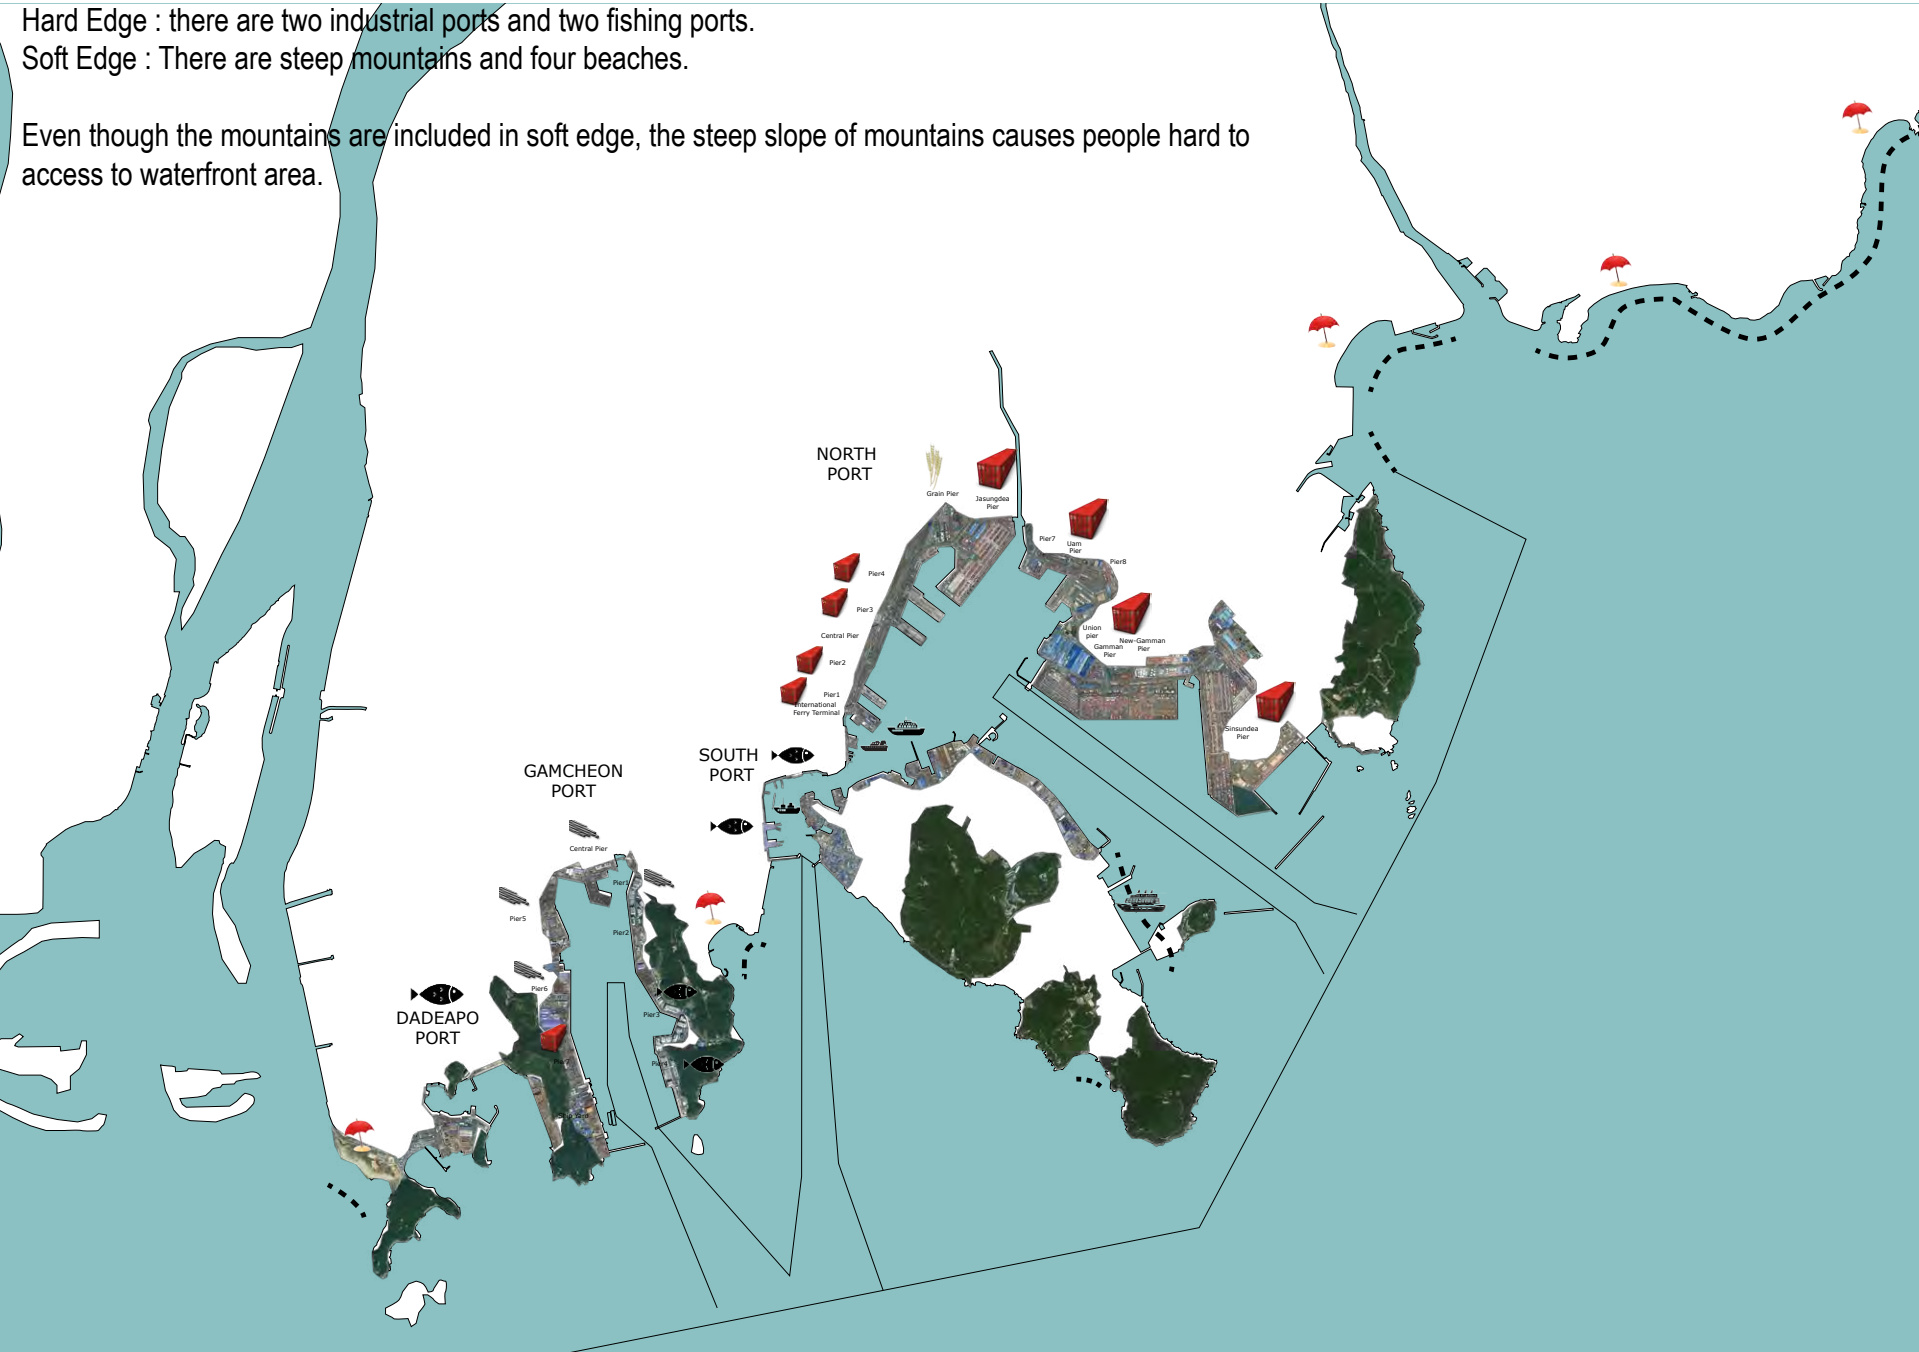 Hard Edge : there are two industrial ports and two fishing ports.
Soft Edge : There are steep mountains and four beaches.
Even though the mountains are included in soft edge, the steep slope of mountains causes people hard to
access to waterfront area.
NORTH
PORT
Grain Pier
Jasungdea
Pier
Pier7
Uam
Pier
Pier8
Pier4
Pier3
Central Pier
Pier2
Pier1
International
Ferry Terminal
Union
pier
Gamman
Pier
New-Gamman
Pier
Sinsundea
Pier
SOUTH
PORT
GAMCHEON
PORT
Central Pier
Pier1
Pier5
Pier2
Pier6
Pier3
DADEAPO
PORT
Pier4